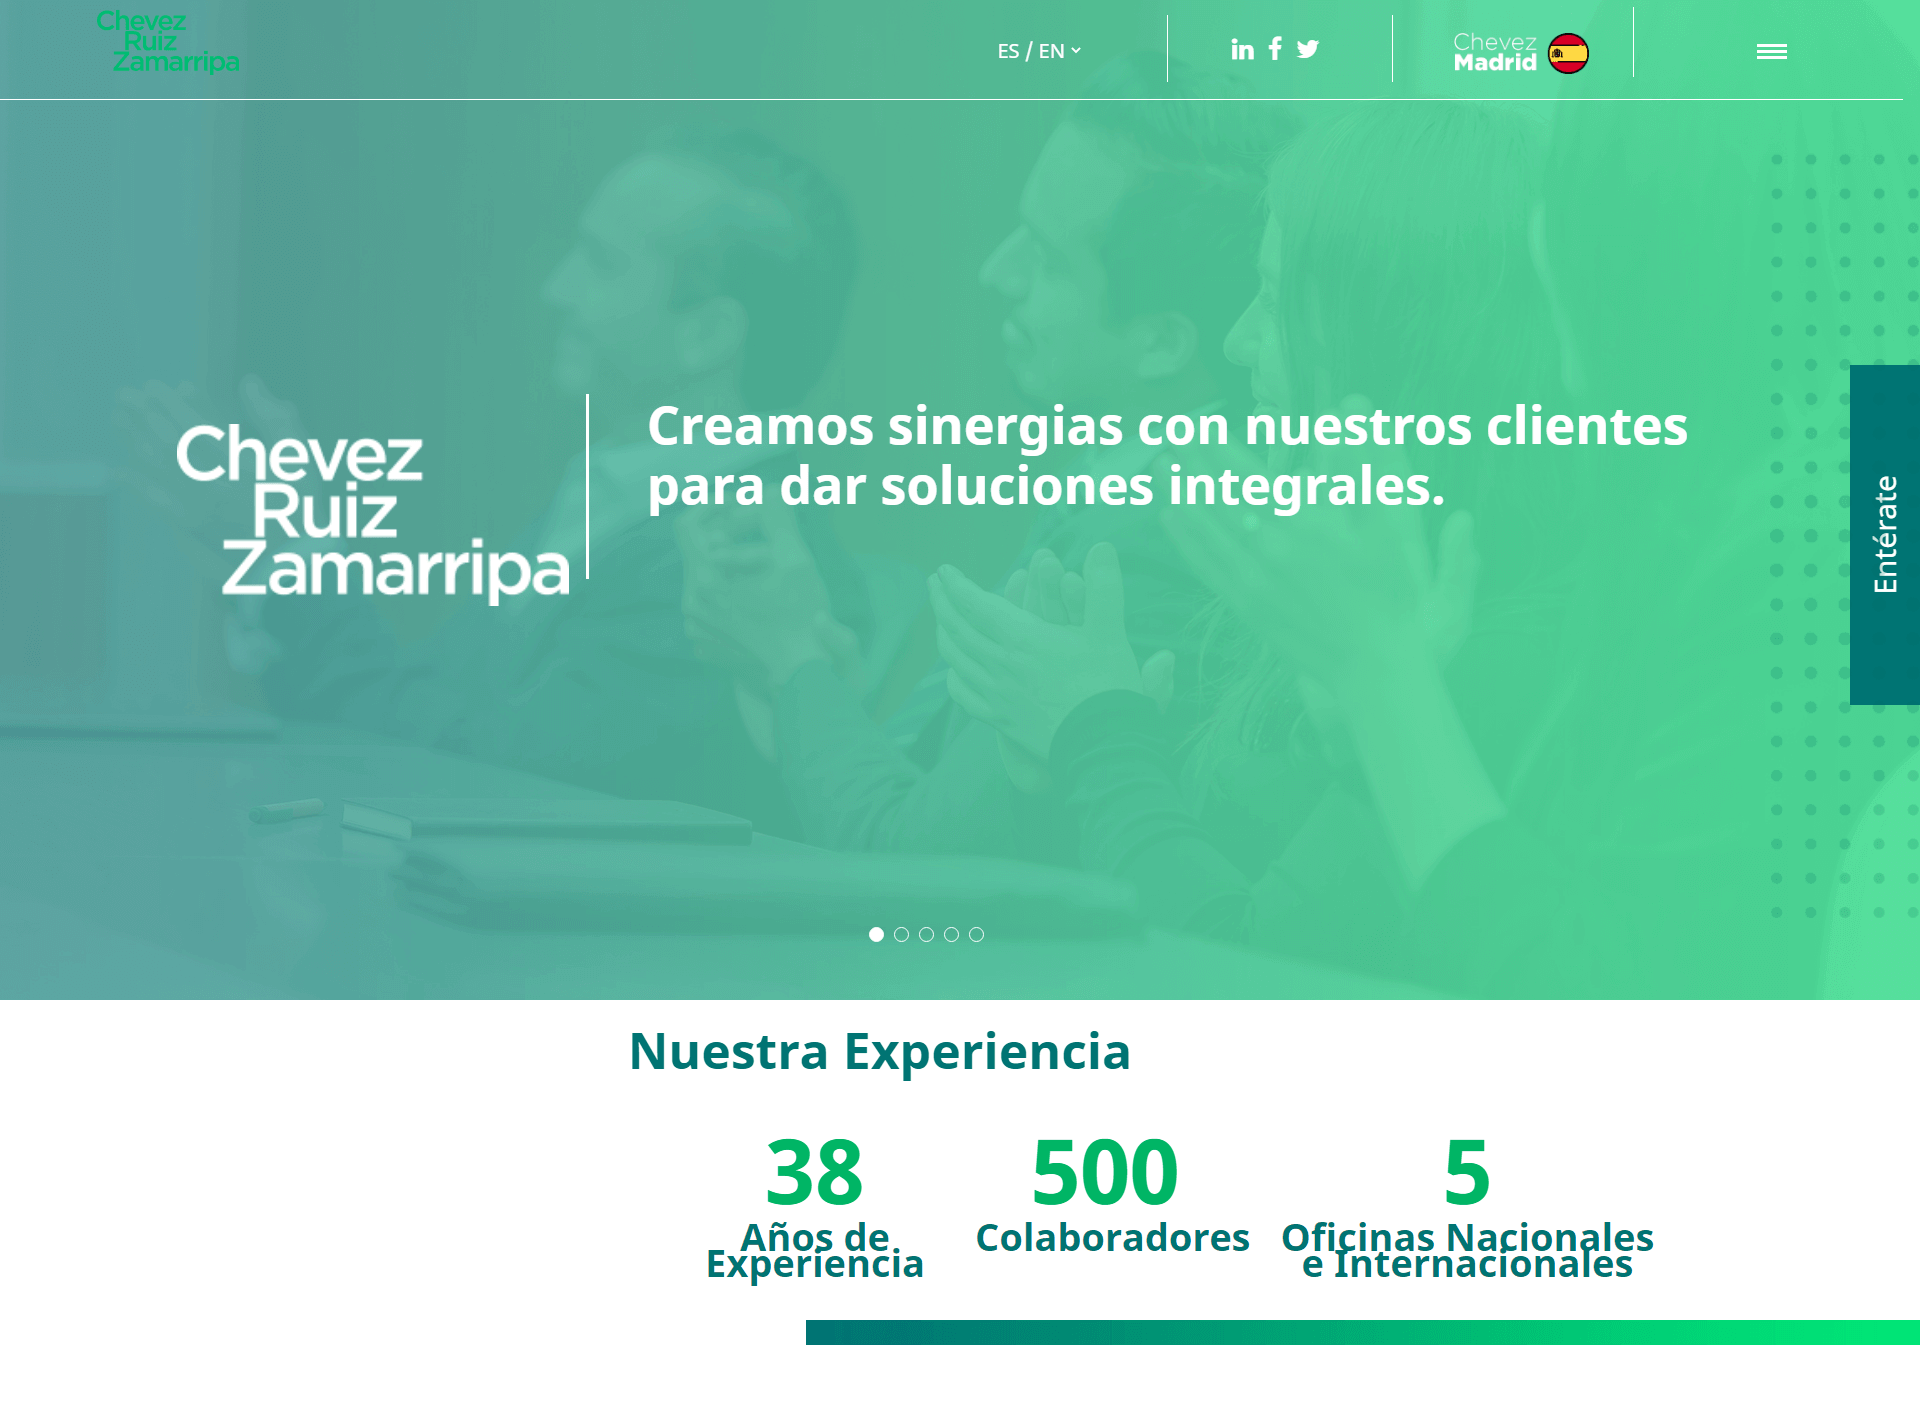 Chevez
Ruiz
Zamarripa
ES / EN
Chevez
Madrid
Chevez
Ruiz
Zamarripa
Creamos sinergias con nuestros clientes
para dar soluciones integrales.
Entérate
Nuestra Experiencia
38
Años de
Experiencia
500
Colaboradores
5
Oficinas Nacionales
e Internacionales